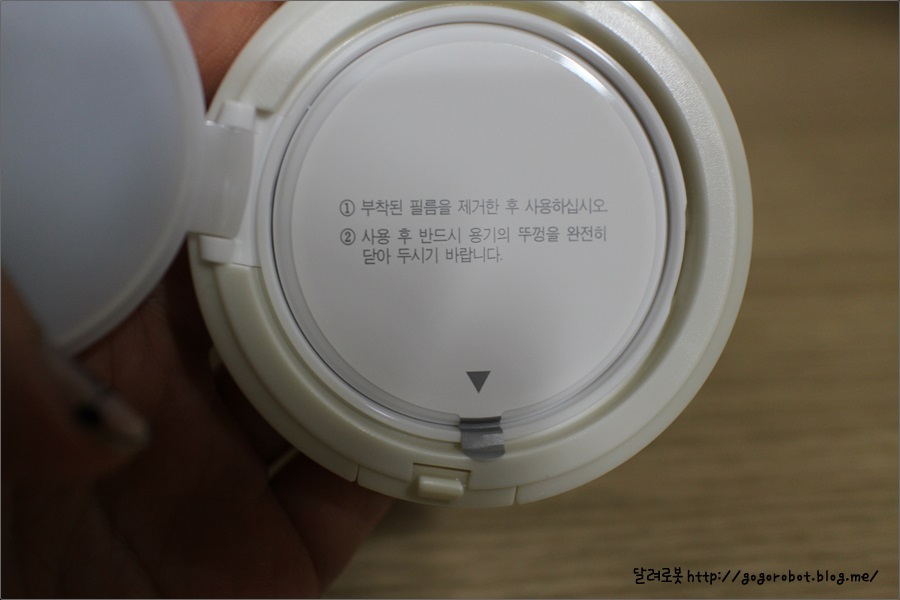 ① 부착된 필름을 제거한 후 사용하십시오.
② 사용 후 반드시 용기의 뚜껑을 완전히
닫아 두시기 바랍니다.
달려로봇 http://gogorobot.blog.me/